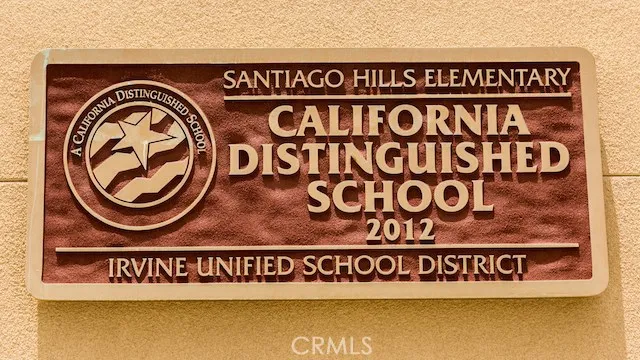 SANTIAGO HILLS ELEMENTARY
A CALIFORNIA DISTINGUISHED SCHOOL
CALIFORNIA
DISTINGUISHED
SCHOOL
2012
IRVINE UNIFIED SCHOOL DISTRICT
CRMLS